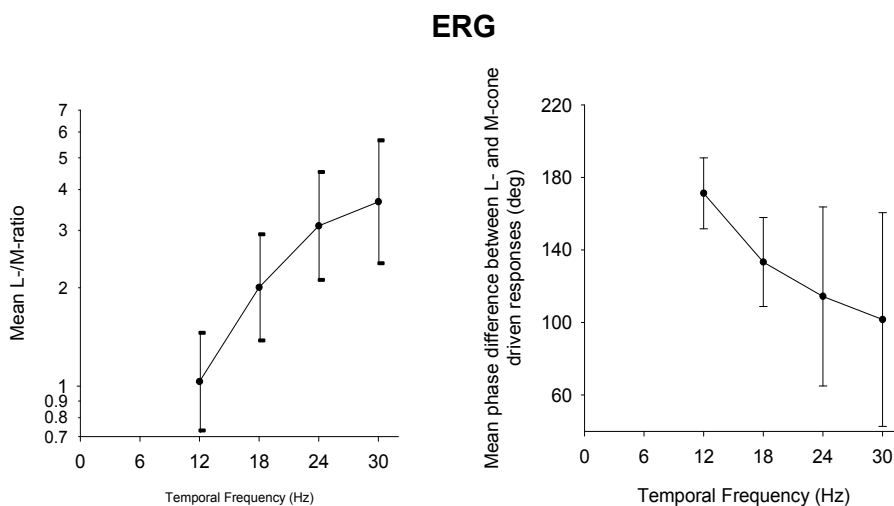 ERG
Mean L-/M-ratio
7
6
5
4
3
2
1
0.9
0.8
0.7
0 6 12 18 24 30
Temporal Frequency (Hz)
Mean phase difference between L- and M-cone
driven responses (deg)
220
180
140
100
60
0 6 12 18 24 30
Temporal Frequency (Hz)